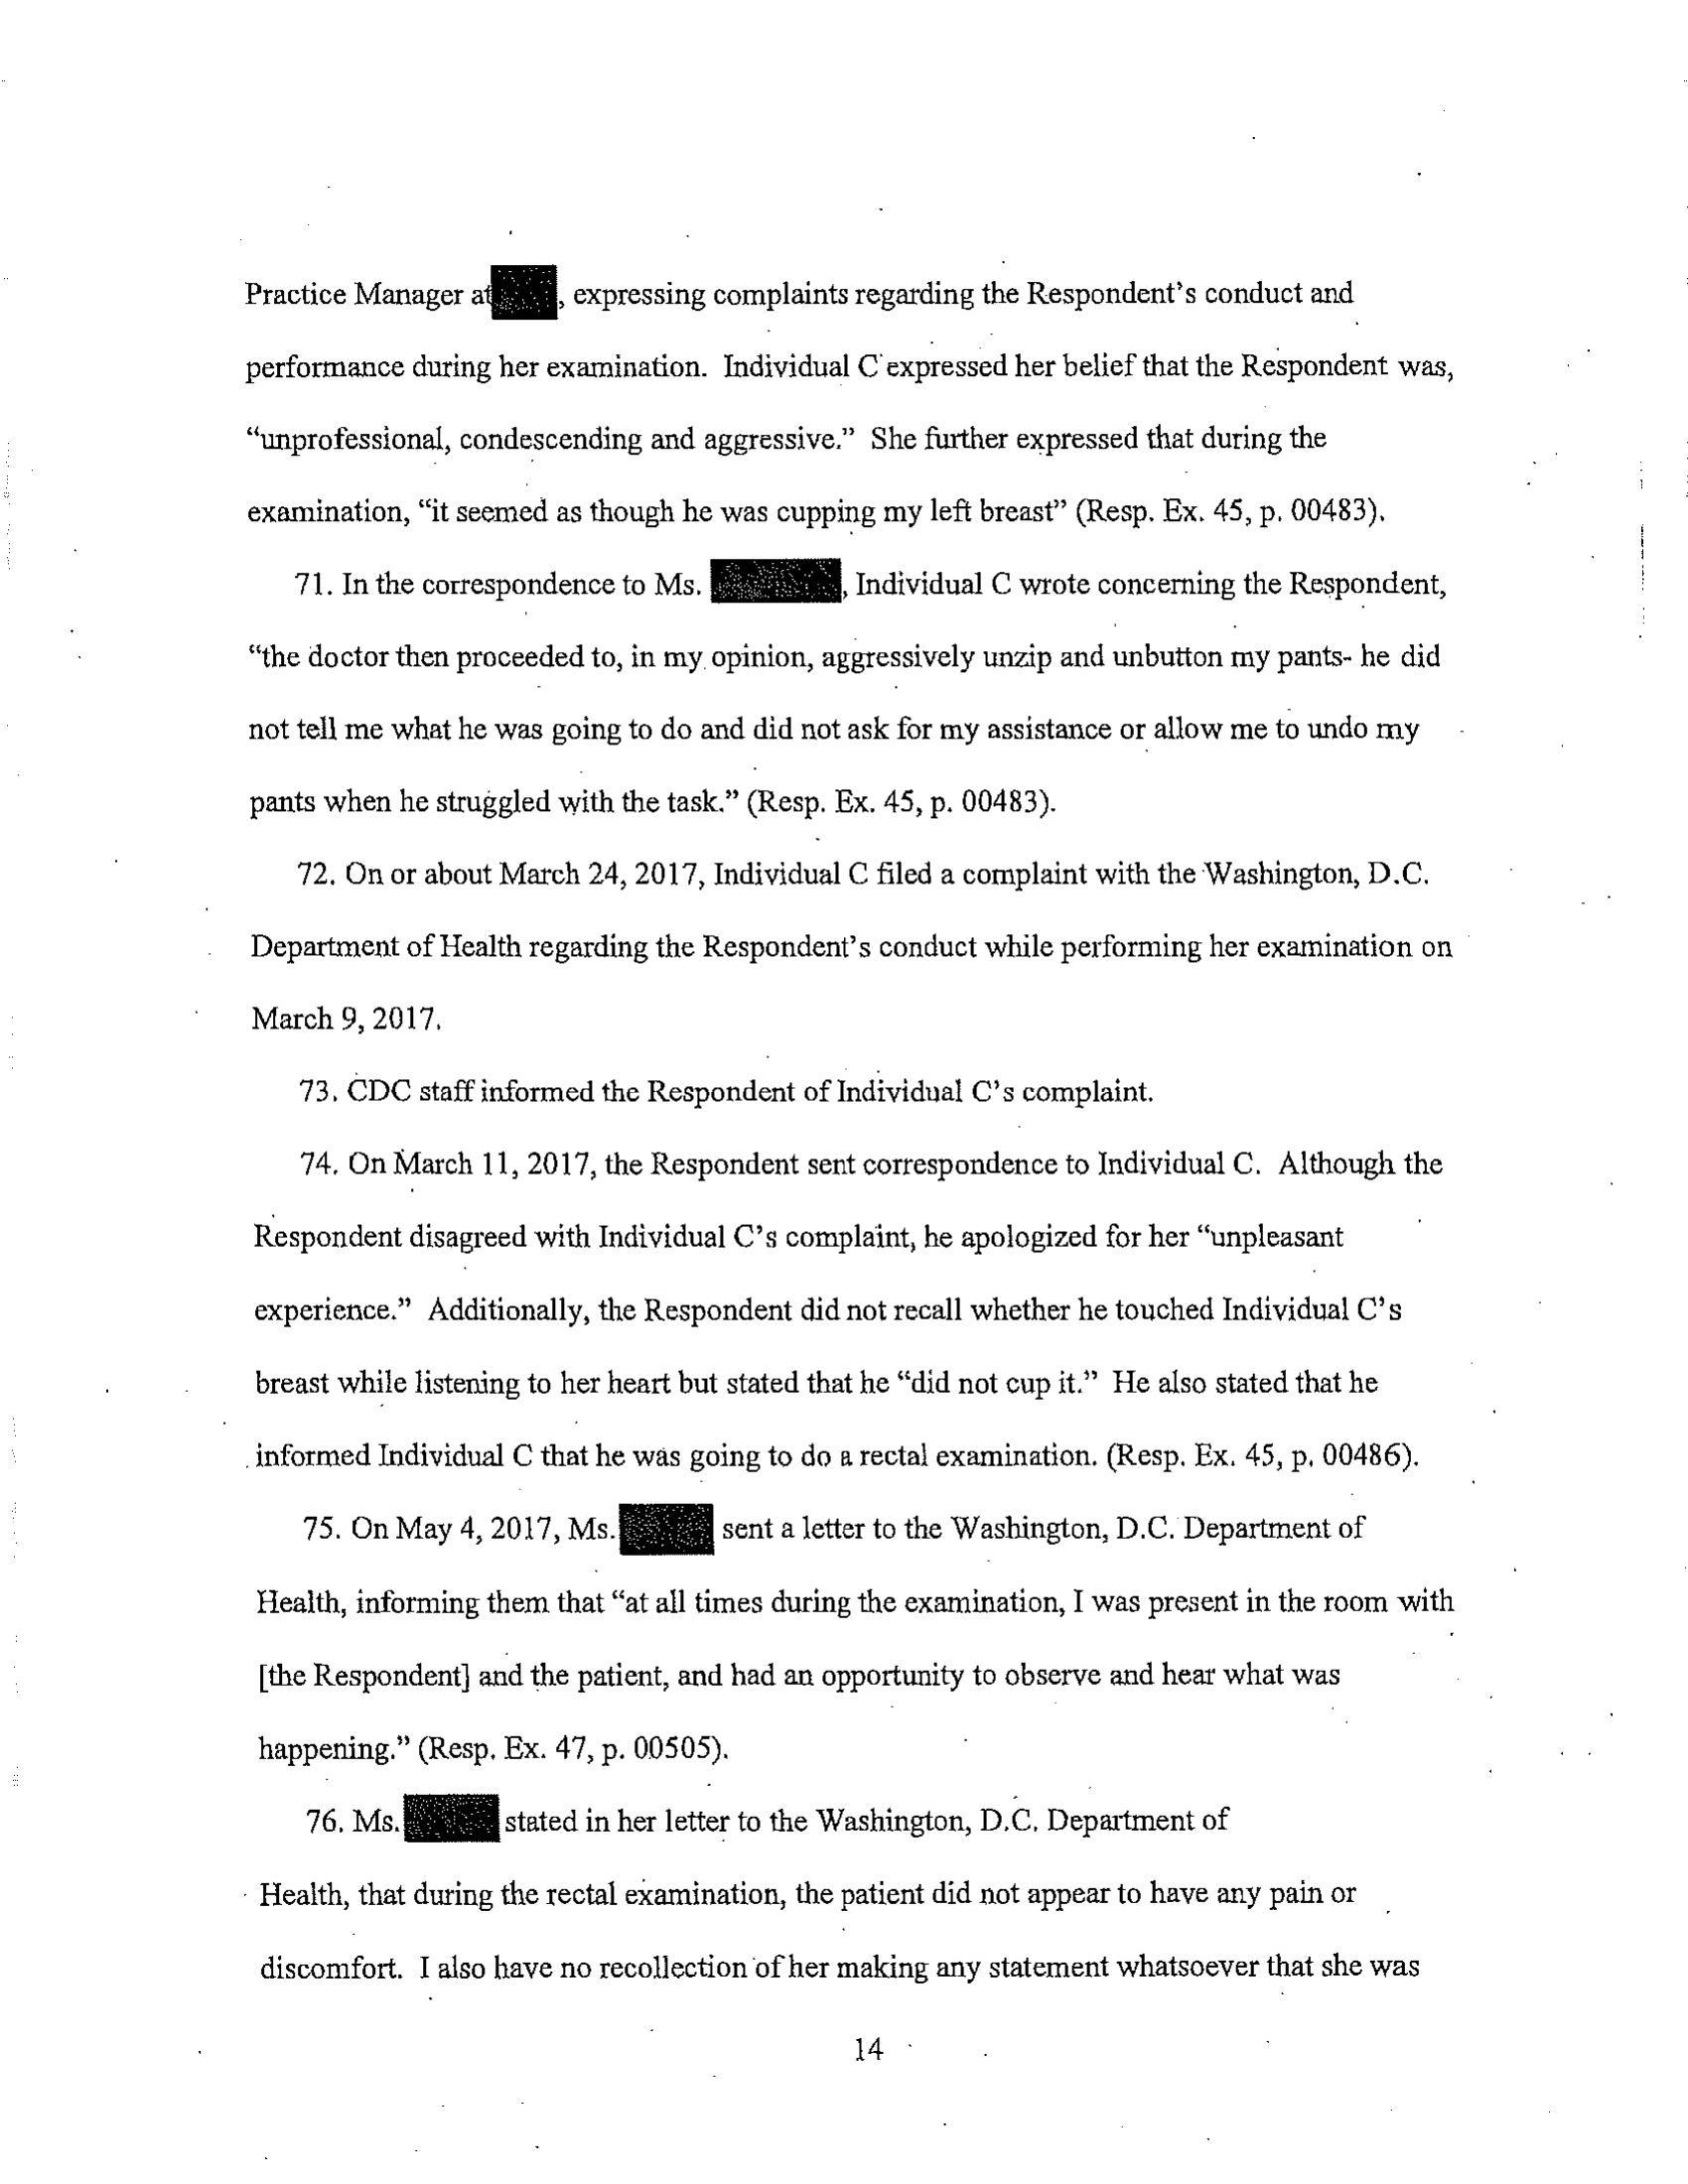 Practice Manager at , expressing complaints regarding the Respondent's conduct and
performance during her examination. Individual C expressed her belief that the Respondent was,
"unprofessional, condescending and aggressive." She further expressed that during the
examination, "it seemed as though he was cupping my left breast" (Resp. Ex. 45, p. 00483).
71. In the correspondence to Ms. , Individual C wrote concerning the Respondent,
"the doctor then proceeded to, in my opinion, aggressively unzip and unbutton my pants- he did
not tell me what he was going to do and did not ask for my assistance or allow me to undo my
pants when he struggled with the task." (Resp. Ex. 45, p. 00483).
72. On or about March 24, 2017, Individual C filed a complaint with the Washington, D.C.
Department of Health regarding the Respondent's conduct while performing her examination on
March 9, 2017.
73. CDC staff informed the Respondent of Individual C's complaint.
74. On March 11, 2017, the Respondent sent correspondence to Individual C. Although the
Respondent disagreed with Individual C's complaint, he apologized for her "unpleasant
experience." Additionally, the Respondent did not recall whether he touched Individual C's
breast while listening to her heart but stated that he "did not cup it." He also stated that he
informed Individual C that he was going to do a rectal examination. (Resp. Ex. 45, p. 00486).
75. On May 4, 2017, Ms. sent a letter to the Washington, D.C. Department of
Health, informing them that "at all times during the examination, I was present in the room with
[the Respondent] and the patient, and had an opportunity to observe and hear what was
happening." (Resp. Ex. 47, p. 00505).
76. Ms. stated in her letter to the Washington, D.C. Department of
Health, that during the rectal examination, the patient did not appear to have any pain or
discomfort. I also have no recollection of her making any statement whatsoever that she was
14